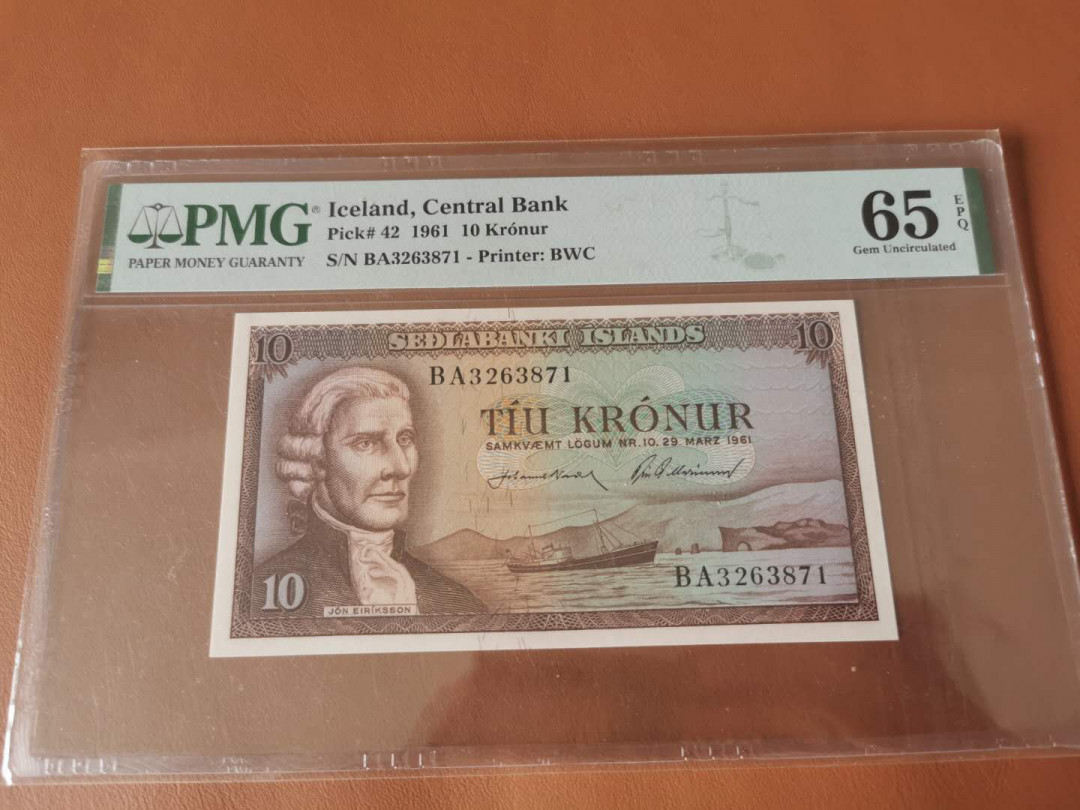 PMG®
PAPER MONEY GUARANTY
Iceland, Central Bank
Pick# 42 1961 10 Krónur
S/N BA3263871 - Printer: BWC
65
EPQ
Gem Uncirculated
10
SEÐLABANKI ISLANDS
10
BA3263871
TÍU KRÓNUR
SAMKVÆMT LÖGUM NR. 10. 29. MARZ 1961
BA3263871
10
JÓN EIRÍKSSON